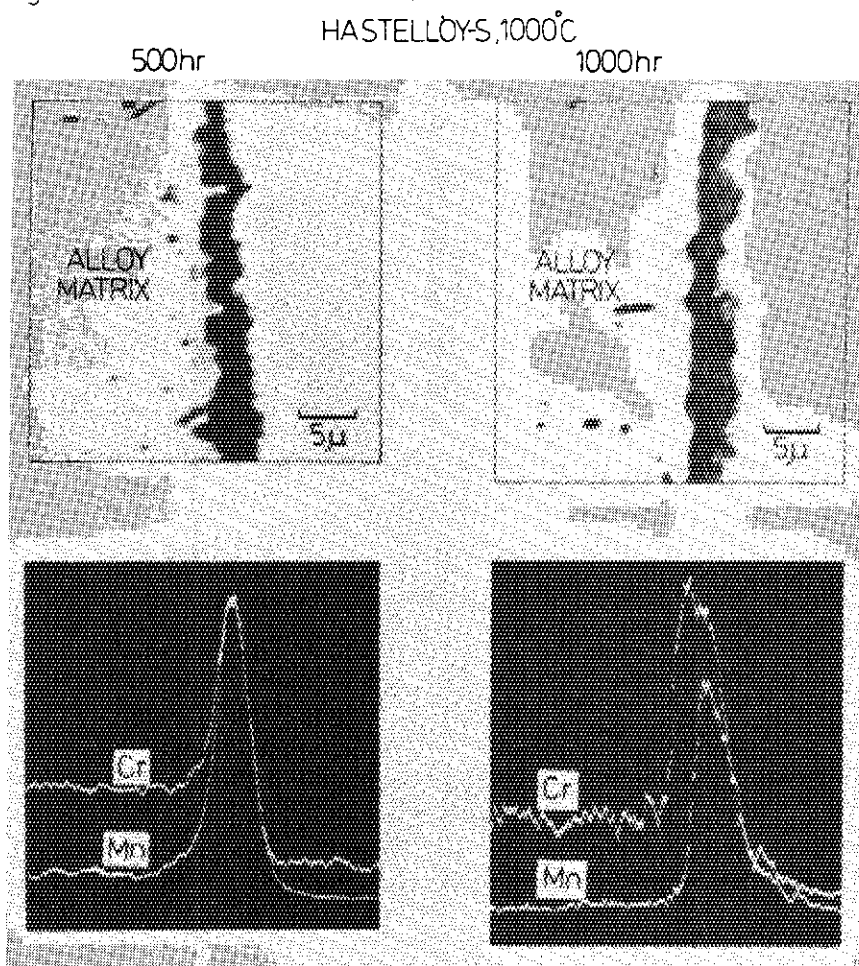 HASTELLOY-S, 1000°C
500hr
1000hr
ALLOY
MATRIX
5µ
ALLOY
MATRIX
5µ
Cr
Mn
Cr
Mn